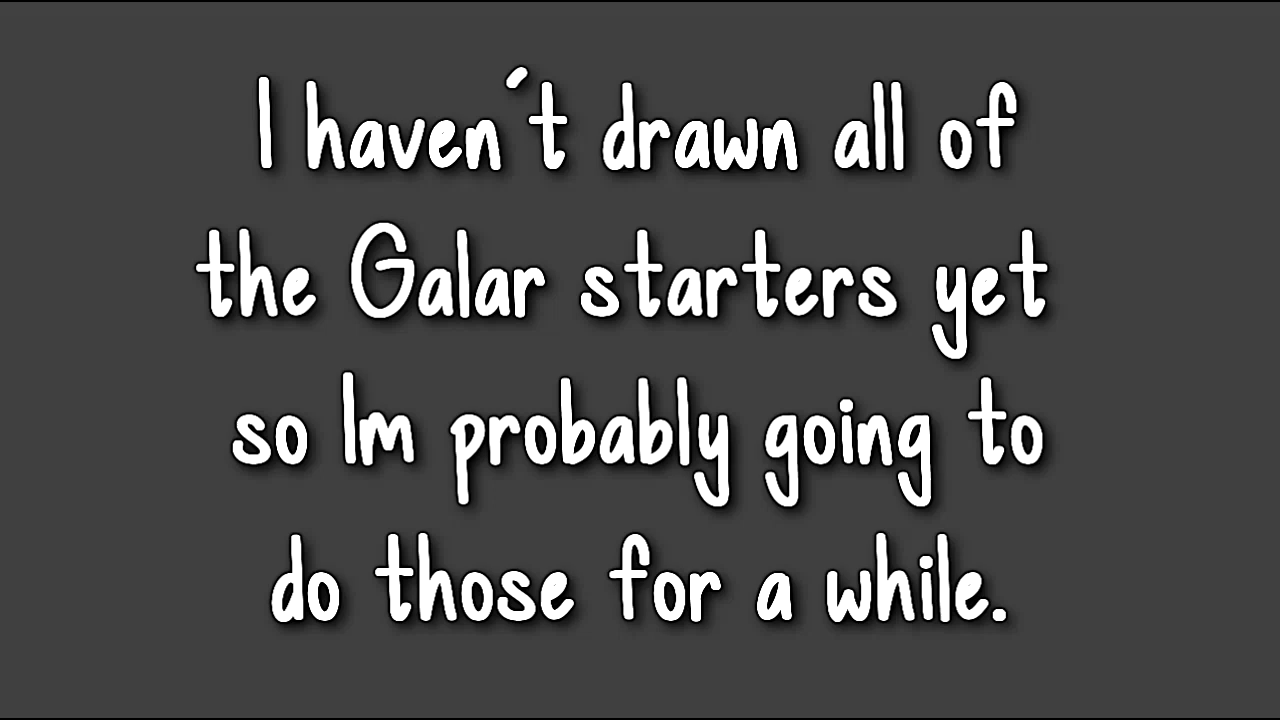 I haven´t drawn all of
the Galar starters yet
so Im probably going to
do those for a while.